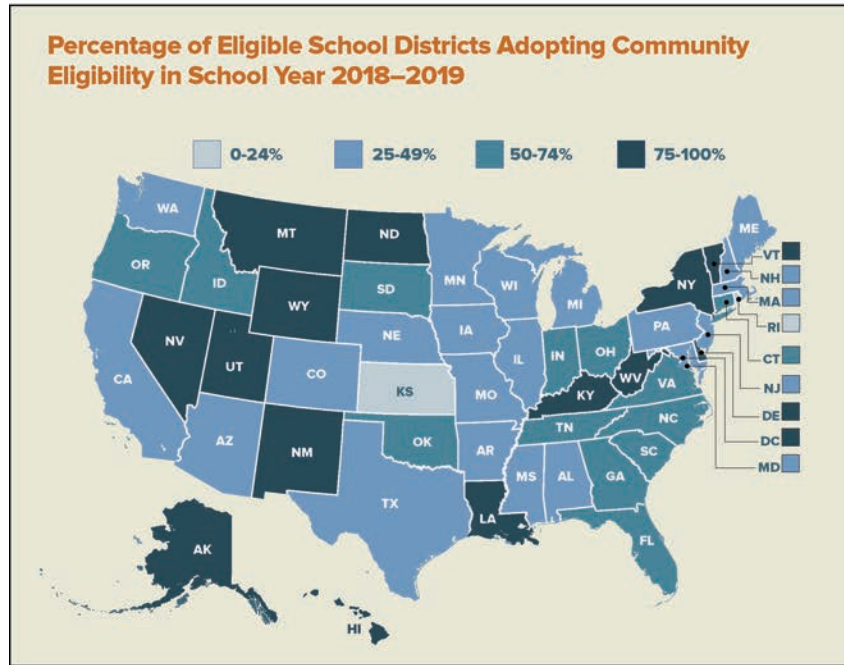 Percentage of Eligible School Districts Adopting Community
Eligibility in School Year 2018–2019
0-24%
25-49%
50-74%
75-100%
WA
MT
ND
ME
VT
OR
ID
MN
NH
SD
WI
NY
MA
WY
MI
RI
NE
IA
PA
CT
NV
IN
OH
NJ
UT
IL
CA
CO
WV
VA
DE
KS
MO
KY
DC
NC
TN
AZ
OK
AR
SC
MD
NM
MS
AL
GA
TX
LA
FL
AK
HI